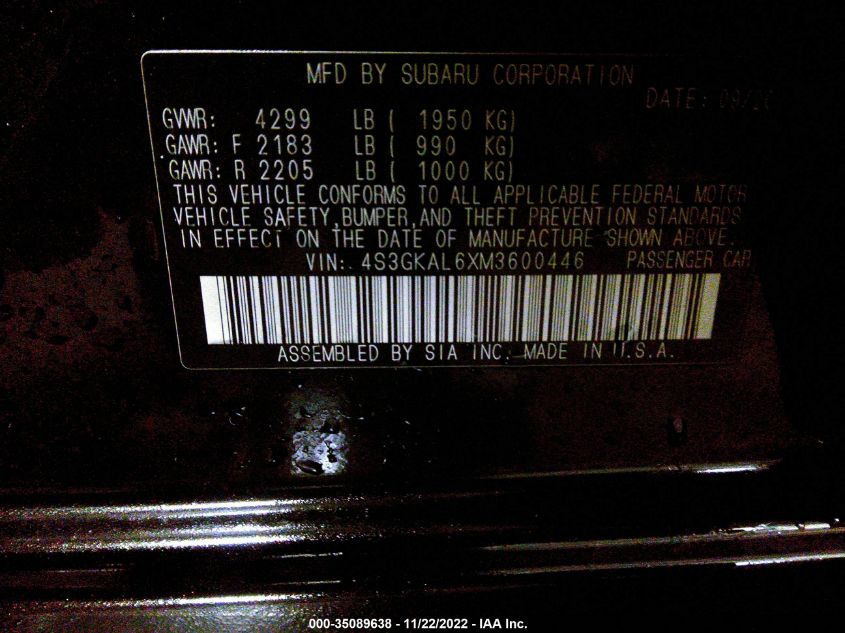 MFD BY SUBARU CORPORATION
DATE: 09/20
GVWR: 4299 LB ( 1950 KG)
GAWR: F 2183 LB ( 990 KG)
GAWR: R 2205 LB ( 1000 KG)
THIS VEHICLE CONFORMS TO ALL APPLICABLE FEDERAL MOTOR
VEHICLE SAFETY,BUMPER,AND THEFT PREVENTION STANDARDS
IN EFFECT ON THE DATE OF MANUFACTURE SHOWN ABOVE.
VIN: 4S3GKAL6XM3600446 PASSENGER CAR
ASSEMBLED BY SIA INC. MADE IN U.S.A.
000-35089638 - 11/22/2022 - IAA Inc.